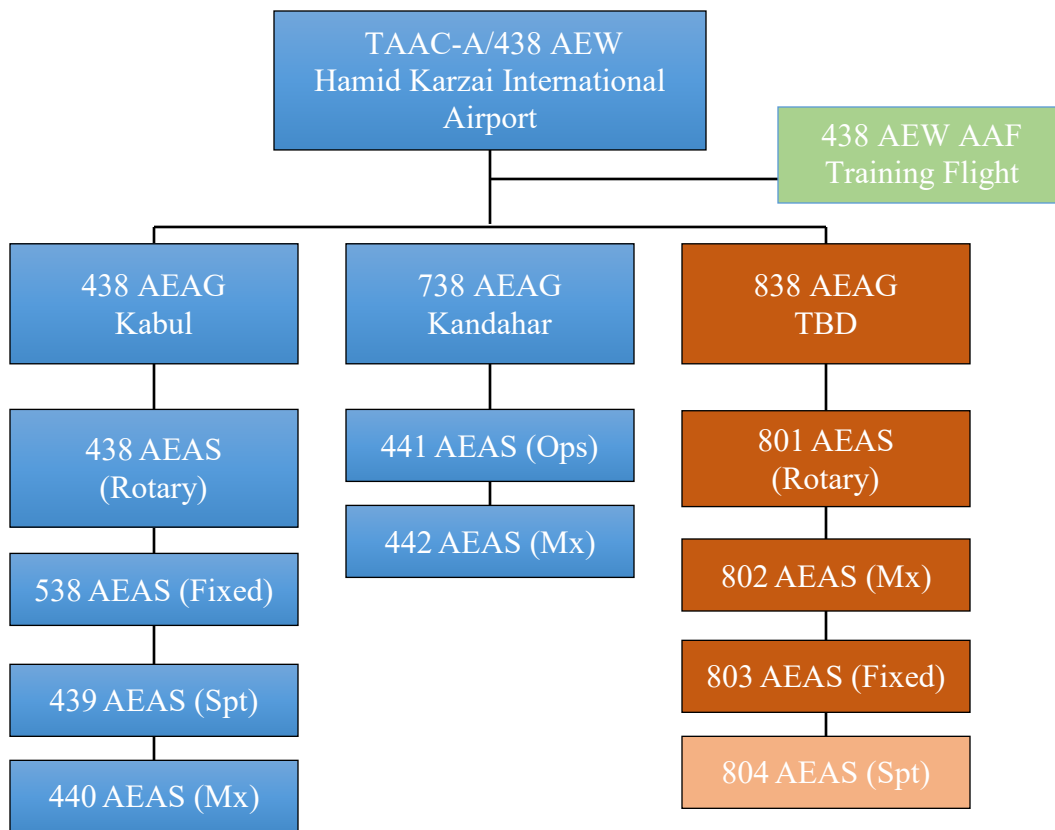 TAAC-A/438 AEW
Hamid Karzai International
Airport
438 AEW AAF
Training Flight
438 AEAG
Kabul
738 AEAG
Kandahar
838 AEAG
TBD
438 AEAS
(Rotary)
441 AEAS (Ops)
801 AEAS
(Rotary)
442 AEAS (Mx)
538 AEAS (Fixed)
802 AEAS (Mx)
439 AEAS (Spt)
803 AEAS (Fixed)
440 AEAS (Mx)
804 AEAS (Spt)